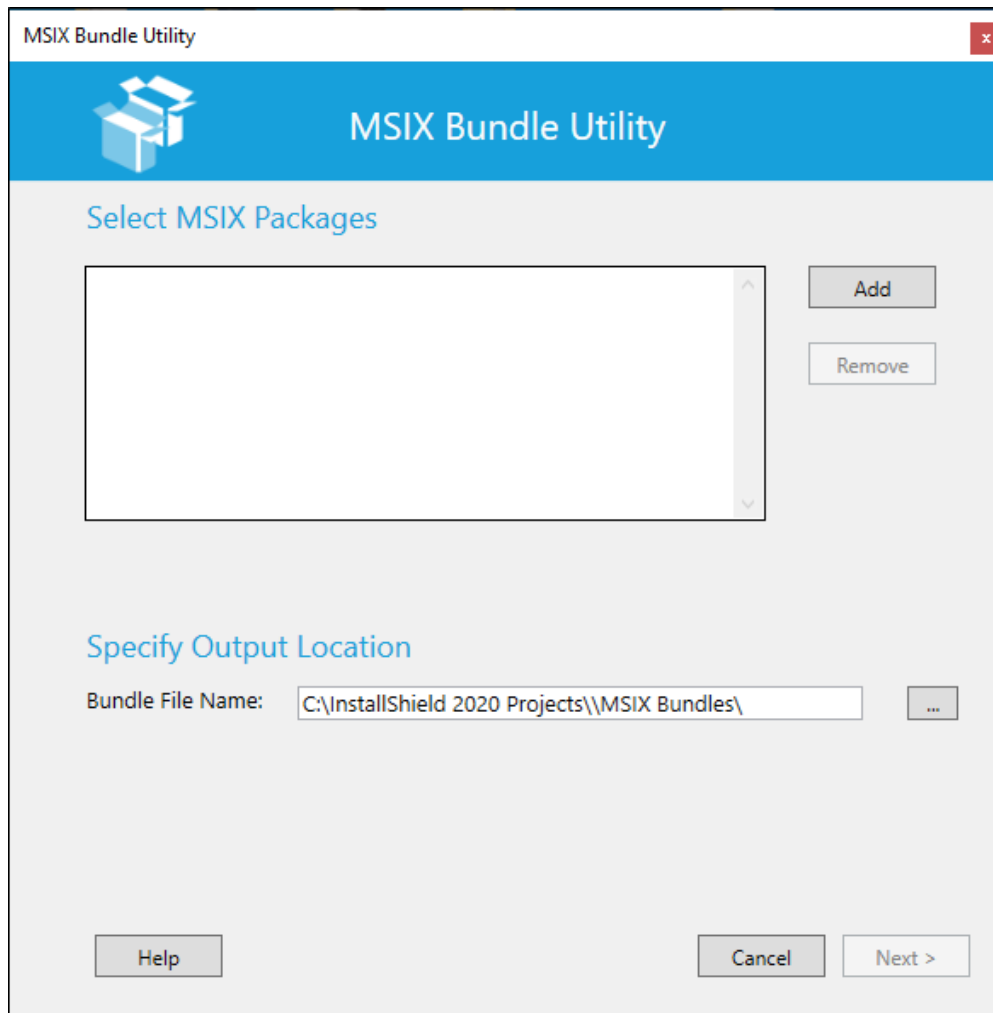 MSIX Bundle Utility
x
MSIX Bundle Utility
Select MSIX Packages
Add
Remove
Specify Output Location
Bundle File Name:
C:\InstallShield 2020 Projects\\MSIX Bundles\
...
Help
Cancel
Next >